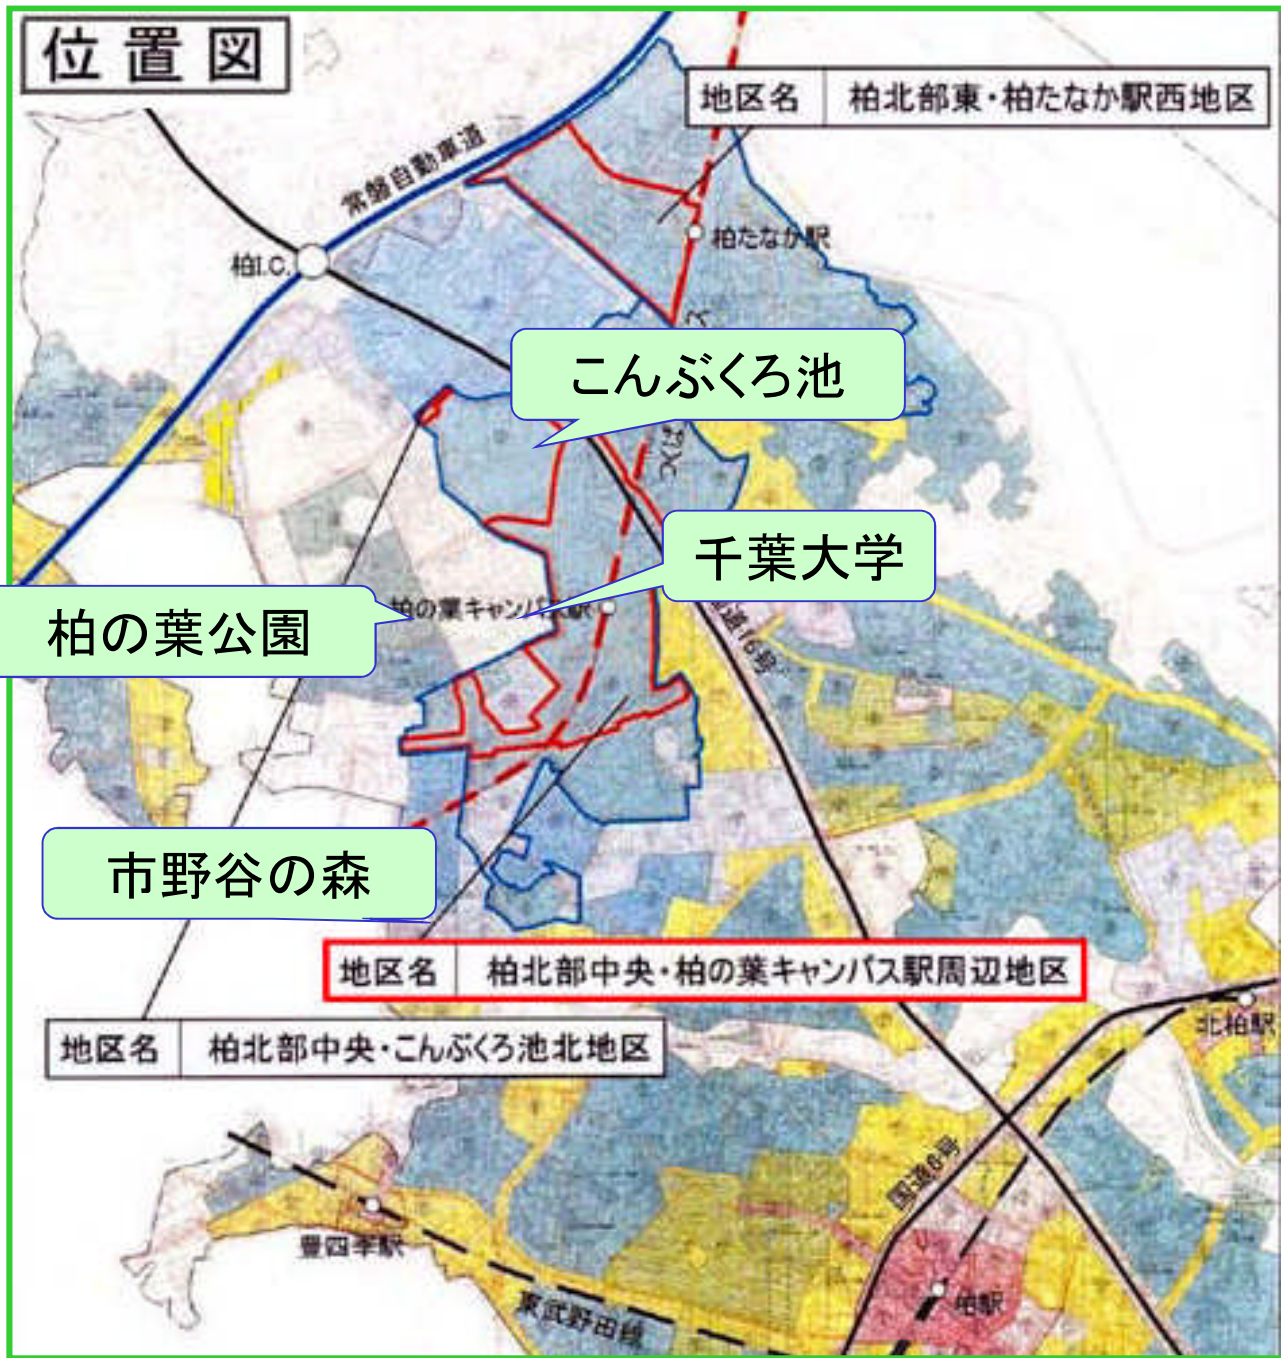 位置図
地区名 柏北部東・柏たなか駅西地区
常磐自動車道
柏たなか駅
柏I.C.
こんぶくろ池
千葉大学
柏の葉キャンパス駅
柏の葉公園
国道16号
市野谷の森
地区名 柏北部中央・柏の葉キャンパス駅周辺地区
北柏駅
地区名 柏北部中央・こんぶくろ池北地区
国道6号
豊四季駅
東武野田線
柏駅